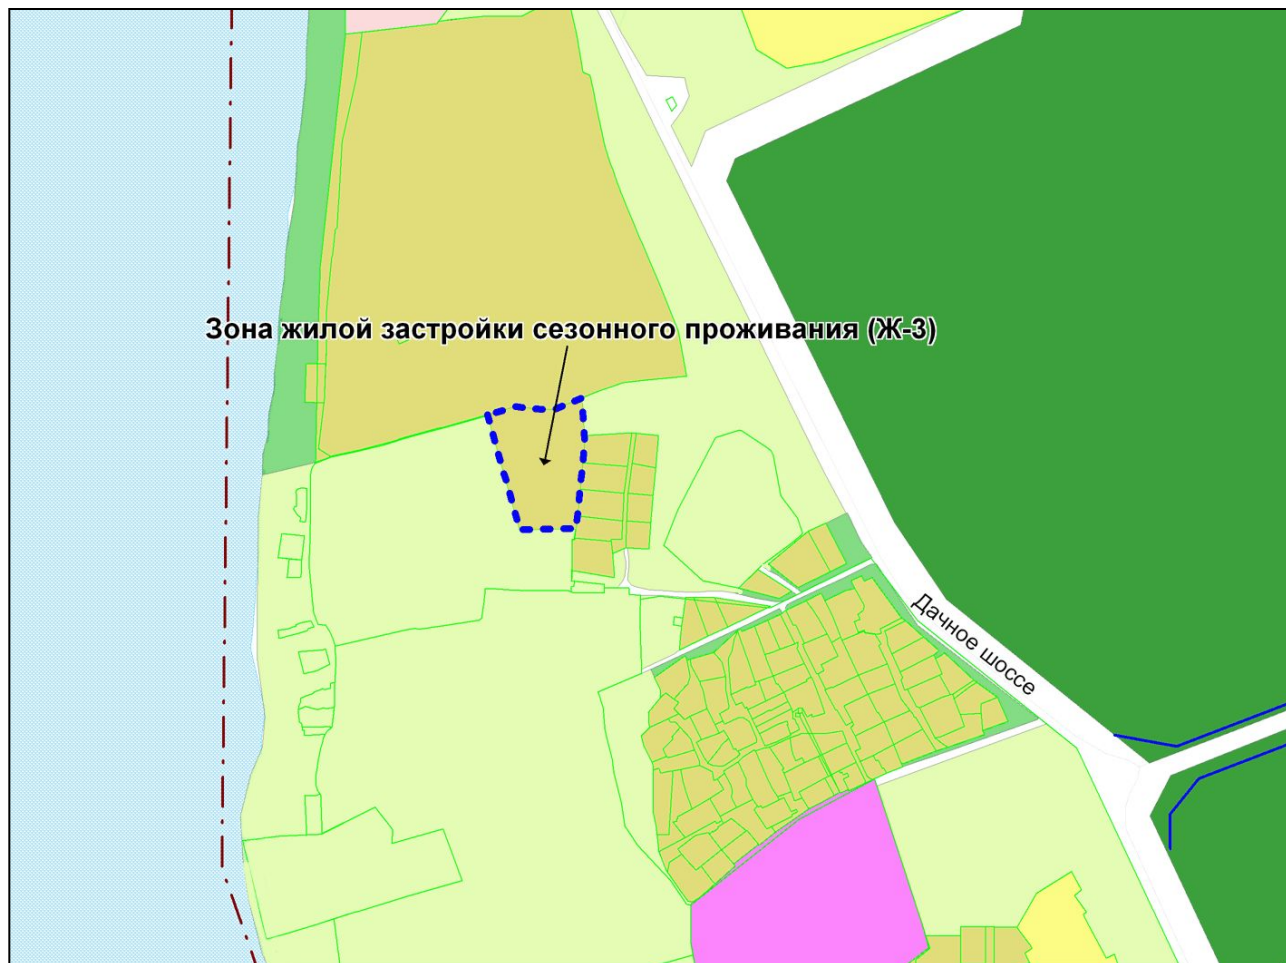 Зона жилой застройки сезонного проживания (Ж-3)
Дачное шоссе